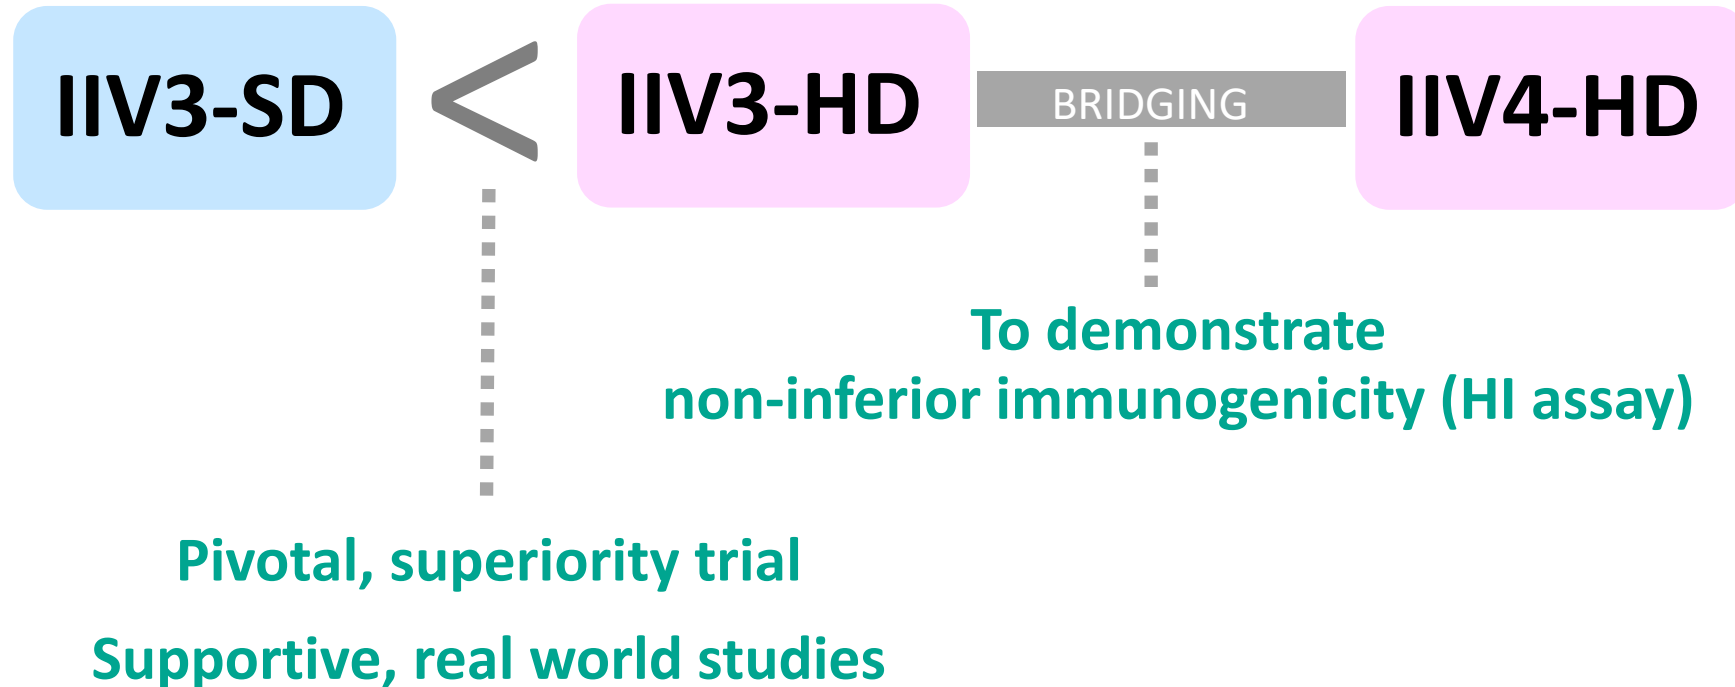 IIV3-SD < IIV3-HD BRIDGING IIV4-HD
To demonstrate
non-inferior immunogenicity (HI assay)
Pivotal, superiority trial
Supportive, real world studies